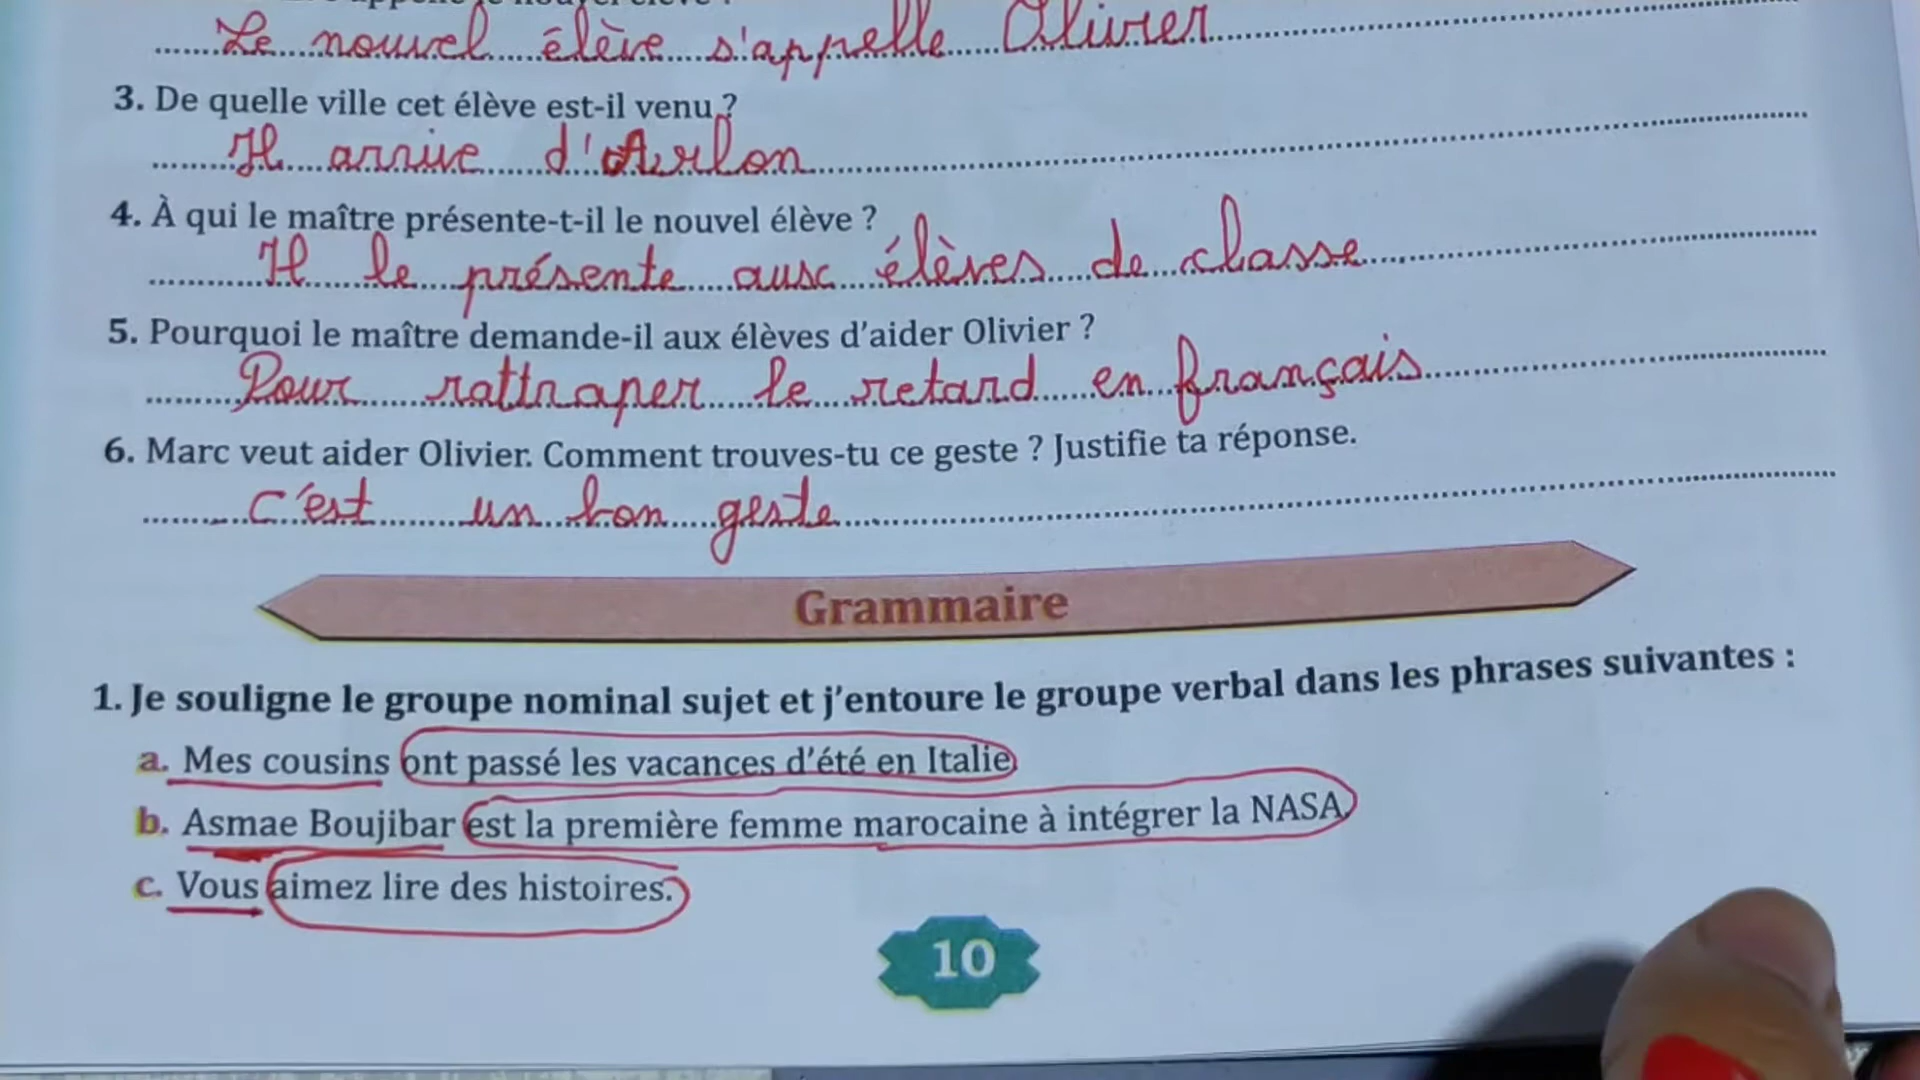 Le nouvel élève s'appelle Olivier
3. De quelle ville cet élève est-il venu ?
Il arrive d'Arlon
4. À qui le maître présente-t-il le nouvel élève ?
Il le présente aux élèves de classe
5. Pourquoi le maître demande-il aux élèves d'aider Olivier ?
Pour rattraper le retard en français
6. Marc veut aider Olivier. Comment trouves-tu ce geste ? Justifie ta réponse.
c'est un bon geste
Grammaire
1. Je souligne le groupe nominal sujet et j'entoure le groupe verbal dans les phrases suivantes :
a. Mes cousins ont passé les vacances d'été en Italie
b. Asmae Boujibar est la première femme marocaine à intégrer la NASA.
c. Vous aimez lire des histoires.
10